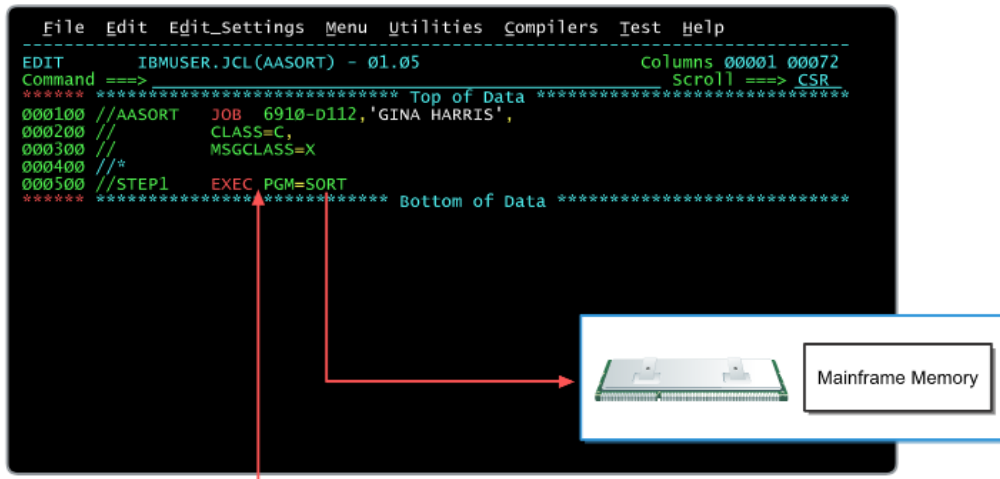 File Edit Edit_Settings Menu Utilities Compilers Test Help
EDIT IBMUSER.JCL(AASORT) - 01.05 Columns 00001 00072
Command ===> Scroll ===> CSR
****** **************************** Top of Data ******************************
000100 //AASORT JOB 6910-D112,'GINA HARRIS',
000200 // CLASS=C,
000300 // MSGCLASS=X
000400 //*
000500 //STEP1 EXEC PGM=SORT
****** **************************** Bottom of Data ****************************
Mainframe Memory